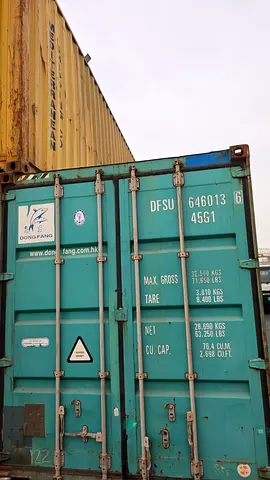 DFSU 646013 6
45G1
DONGFANG
www.dongfang.com.hk
MAX. GROSS 32.500 KGS
71.650 LBS
TARE 3.810 KGS
8.400 LBS
NET 28.690 KGS
63.250 LBS
CU. CAP. 76.4 CU.M.
2.698 CU.FT.